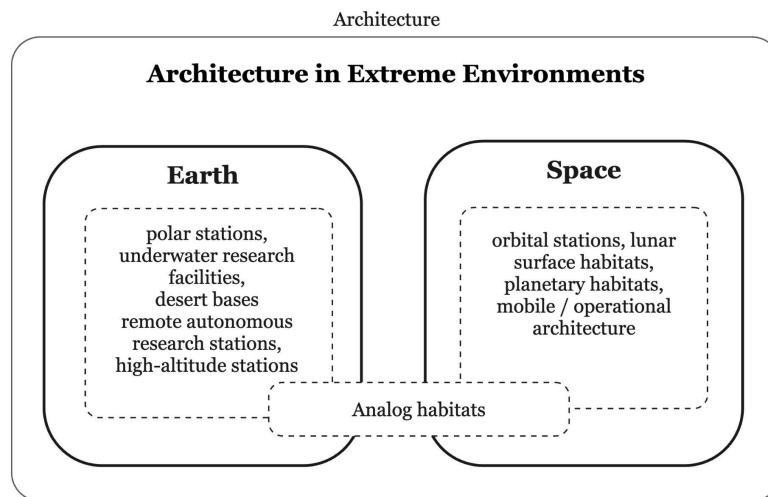 Architecture
Architecture in Extreme Environments
Earth
polar stations,
underwater research
facilities,
desert bases
remote autonomous
research stations,
high-altitude stations
Space
orbital stations, lunar
surface habitats,
planetary habitats,
mobile / operational
architecture
Analog habitats